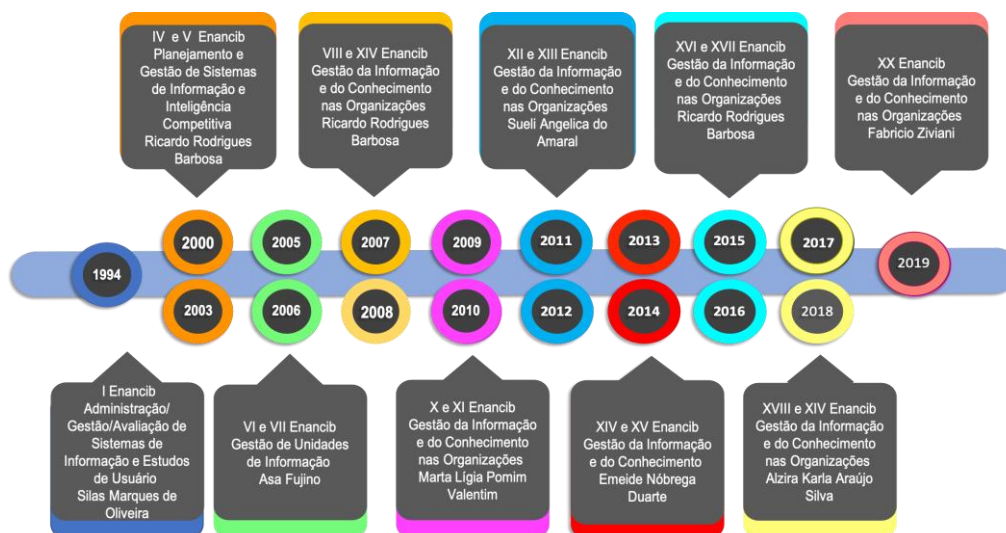 IV e V Enancib
Planejamento e
Gestão de Sistemas
de Informação e
Inteligência
Competitiva
Ricardo Rodrigues
Barbosa
VIII e XIV Enancib
Gestão da Informação
e do Conhecimento
nas Organizações
Ricardo Rodrigues
Barbosa
XII e XIII Enancib
Gestão da Informação
e do Conhecimento
nas Organizações
Sueli Angelica do
Amaral
XVI e XVII Enancib
Gestão da Informação
e do Conhecimento
nas Organizações
Ricardo Rodrigues
Barbosa
XX Enancib
Gestão da Informação
e do Conhecimento
nas Organizações
Fabricio Ziviani
1994
2000
2003
2005
2006
2007
2008
2009
2010
2011
2012
2013
2014
2015
2016
2017
2018
2019
I Enancib
Administração/
Gestão/Avaliação de
Sistemas de
Informação e Estudos
de Usuário
Silas Marques de
Oliveira
VI e VII Enancib
Gestão de Unidades
de Informação
Asa Fujino
X e XI Enancib
Gestão da Informação
e do Conhecimento
nas Organizações
Marta Lígia Pomim
Valentim
XIV e XV Enancib
Gestão da Informação
e do Conhecimento
Emeide Nóbrega
Duarte
XVIII e XIV Enancib
Gestão da Informação
e do Conhecimento
nas Organizações
Alzira Karla Araújo
Silva